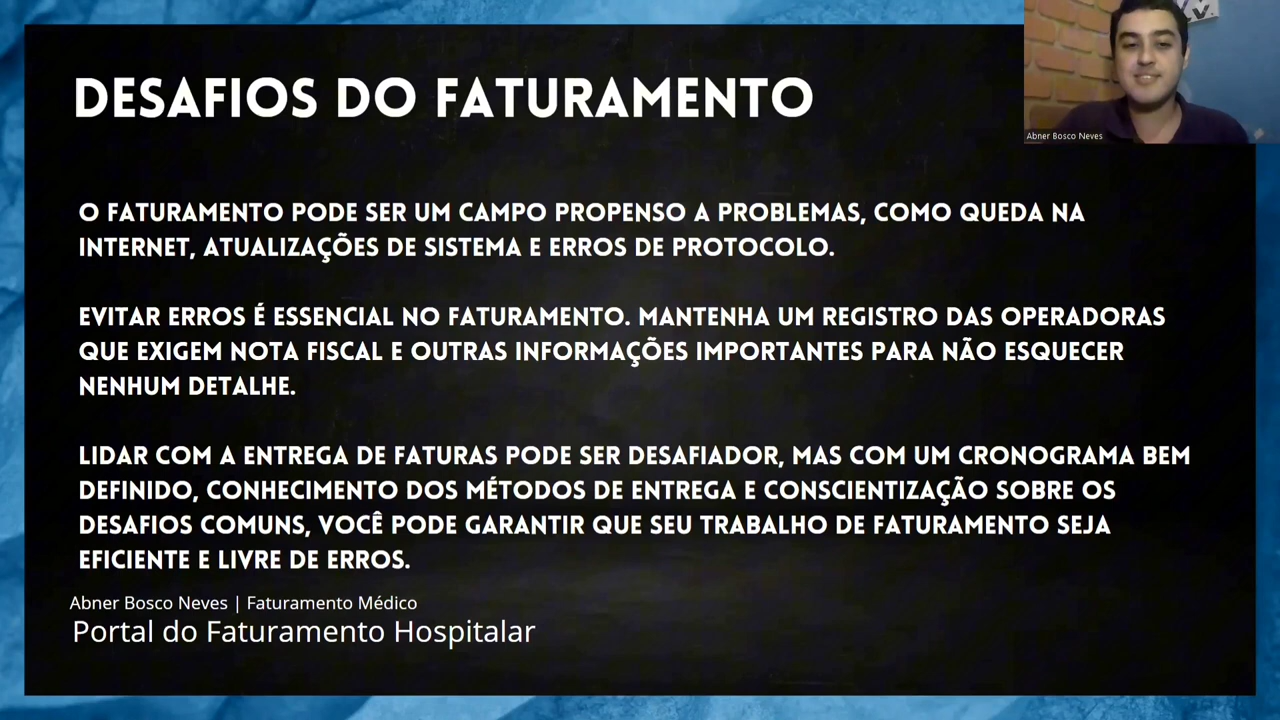 DESAFIOS DO FATURAMENTO
Abner Bosco Neves
O FATURAMENTO PODE SER UM CAMPO PROPENSO A PROBLEMAS, COMO QUEDA NA
INTERNET, ATUALIZAÇÕES DE SISTEMA E ERROS DE PROTOCOLO.
EVITAR ERROS É ESSENCIAL NO FATURAMENTO. MANTENHA UM REGISTRO DAS OPERADORAS
QUE EXIGEM NOTA FISCAL E OUTRAS INFORMAÇÕES IMPORTANTES PARA NÃO ESQUECER
NENHUM DETALHE.
LIDAR COM A ENTREGA DE FATURAS PODE SER DESAFIADOR, MAS COM UM CRONOGRAMA BEM
DEFINIDO, CONHECIMENTO DOS MÉTODOS DE ENTREGA E CONSCIENTIZAÇÃO SOBRE OS
DESAFIOS COMUNS, VOCÊ PODE GARANTIR QUE SEU TRABALHO DE FATURAMENTO SEJA
EFICIENTE E LIVRE DE ERROS.
Abner Bosco Neves | Faturamento Médico
Portal do Faturamento Hospitalar